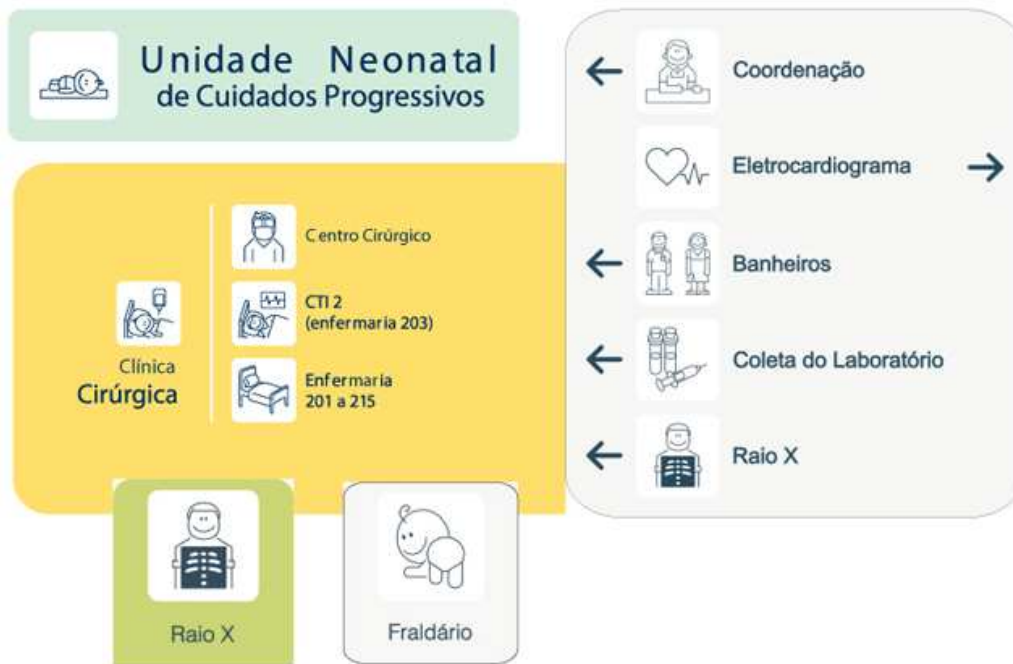 Unidade Neonatal
de Cuidados Progressivos
Centro Cirúrgico
CTI 2
(enfermaria 203)
Clínica
Cirúrgica
Enfermaria
201 a 215
Raio X
Fraldário
Coordenação
Eletrocardiograma
Banheiros
Coleta do Laboratório
Raio X